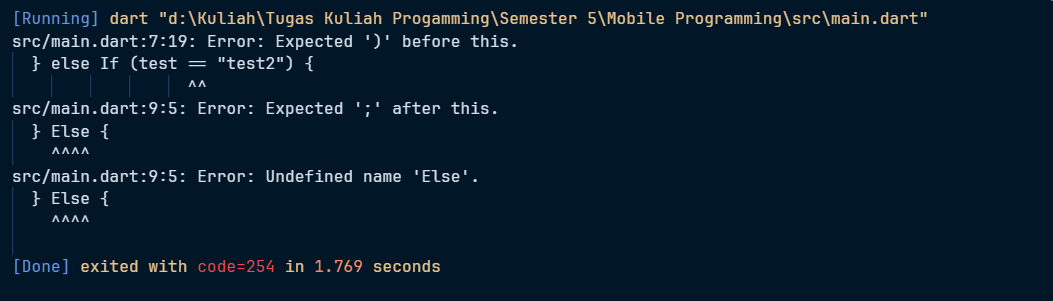 [Running] dart "d:\Kuliah\Tugas Kuliah Progamming\Semester 5\Mobile Programming\src\main.dart"
src/main.dart:7:19: Error: Expected ')' before this.
} else If (test == "test2") {
^^
src/main.dart:9:5: Error: Expected ';' after this.
} Else {
^^^^
src/main.dart:9:5: Error: Undefined name 'Else'.
} Else {
^^^^
[Done] exited with code=254 in 1.769 seconds